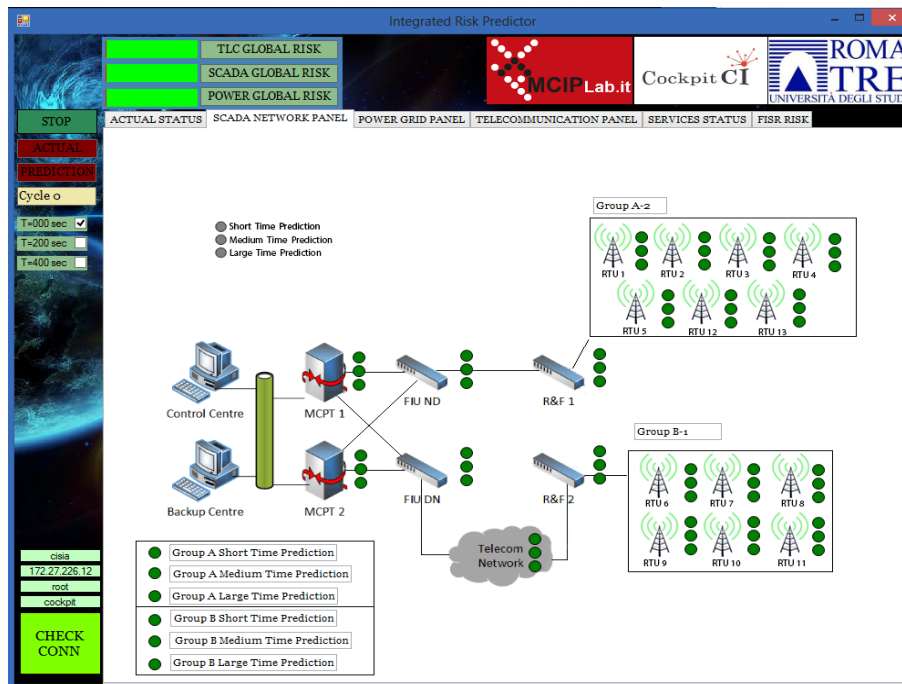 Integrated Risk Predictor
TLC GLOBAL RISK
SCADA GLOBAL RISK
POWER GLOBAL RISK
MCIPLab.it
CockpitCI
ROMA
TRE
UNIVERSITÀ DEGLI STUD
STOP
ACTUAL STATUS
SCADA NETWORK PANEL
POWER GRID PANEL
TELECOMMUNICATION PANEL
SERVICES STATUS
FISR RISK
ACTUAL
PREDICTION
Cycle 0
T=000 sec
T=200 sec
T=400 sec
Short Time Prediction
Medium Time Prediction
Large Time Prediction
Group A-2
RTU 1
RTU 2
RTU 3
RTU 4
RTU 5
RTU 12
RTU 13
Control Centre
MCPT 1
FIU ND
R&F 1
Group B-1
Backup Centre
MCPT 2
FIU DN
R&F 2
RTU 6
RTU 7
RTU 8
RTU 9
RTU 10
RTU 11
Telecom
Network
Group A Short Time Prediction
Group A Medium Time Prediction
Group A Large Time Prediction
Group B Short Time Prediction
Group B Medium Time Prediction
Group B Large Time Prediction
cisia
172.27.226.12
root
cockpit
CHECK
CONN